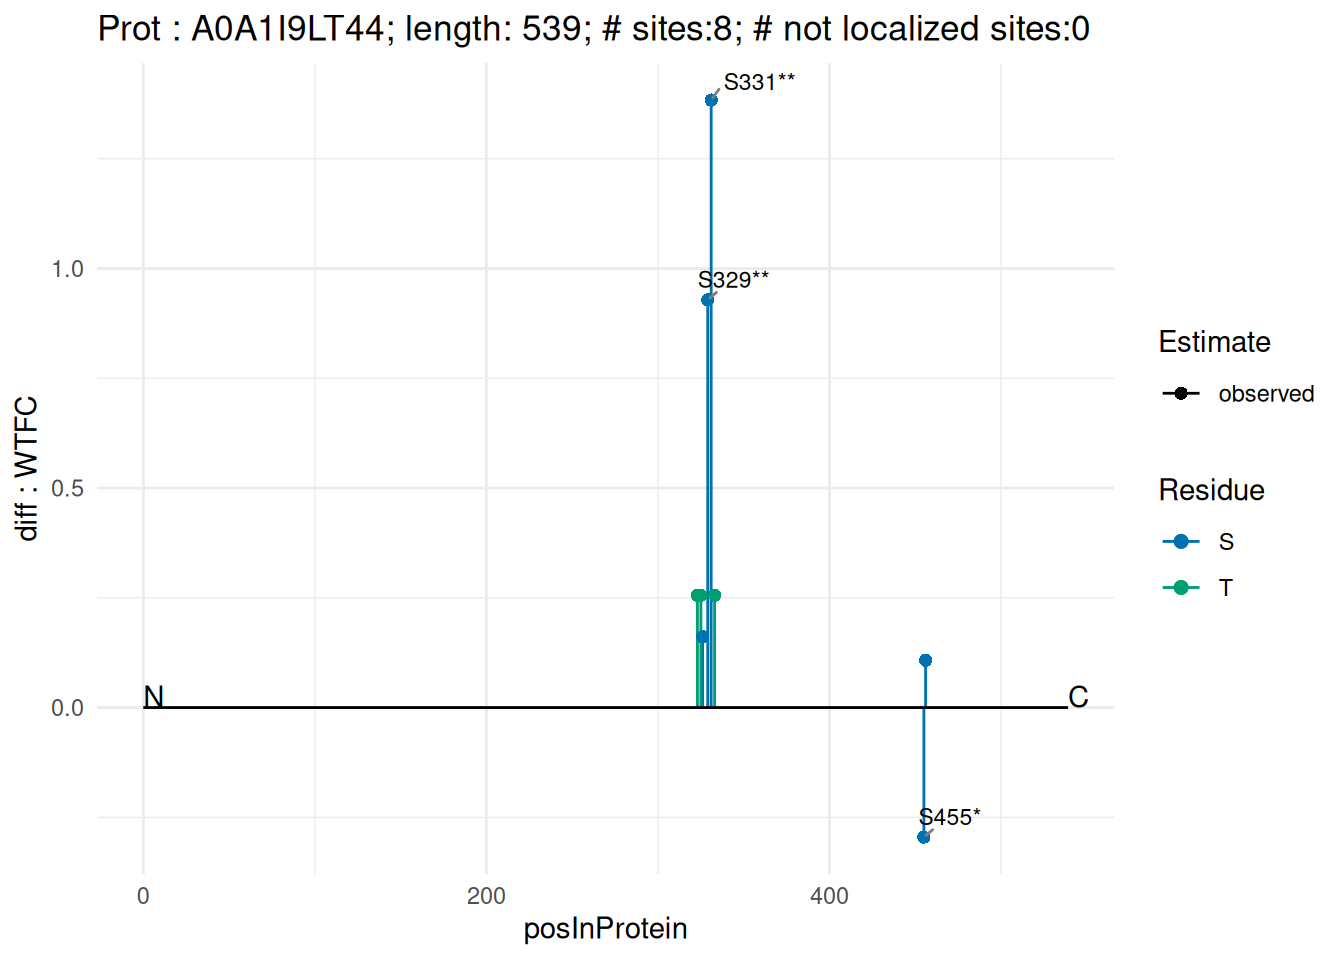 Prot : A0A1I9LT44; length: 539; # sites:8; # not localized sites:0
S331**
S329**
1.0
0.5
0.0
diff : WTFC
N
C
S455*
0
200
400
posInProtein
Estimate
observed
Residue
S
T